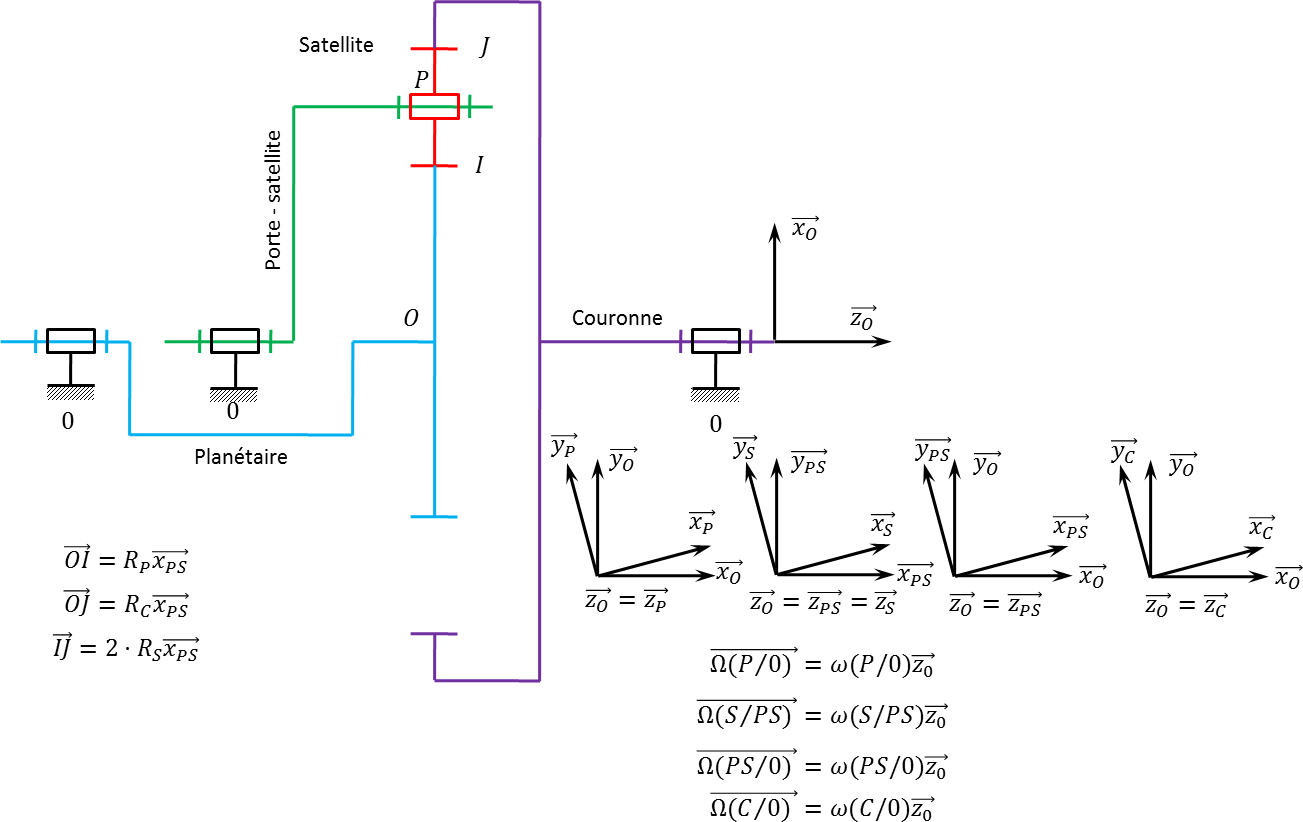 Satellite
J
P
I
Porte - satellite
O
Couronne
$\overrightarrow{x_O}$
$\overrightarrow{z_O}$
0
0
0
Planétaire
$\overrightarrow{OI} = R_P\overrightarrow{x_{PS}}$
$\overrightarrow{OJ} = R_C\overrightarrow{x_{PS}}$
$\overrightarrow{IJ} = 2 \cdot R_S\overrightarrow{x_{PS}}$
$\overrightarrow{y_P}$ $\overrightarrow{y_O}$
$\overrightarrow{x_P}$
$\overrightarrow{x_O}$
$\overrightarrow{z_O} = \overrightarrow{z_P}$
$\overrightarrow{y_S}$ $\overrightarrow{y_{PS}}$
$\overrightarrow{x_S}$
$\overrightarrow{x_{PS}}$
$\overrightarrow{z_O} = \overrightarrow{z_{PS}} = \overrightarrow{z_S}$
$\overrightarrow{y_{PS}}$ $\overrightarrow{y_O}$
$\overrightarrow{x_{PS}}$
$\overrightarrow{x_O}$
$\overrightarrow{z_O} = \overrightarrow{z_{PS}}$
$\overrightarrow{y_C}$ $\overrightarrow{y_O}$
$\overrightarrow{x_C}$
$\overrightarrow{x_O}$
$\overrightarrow{z_O} = \overrightarrow{z_C}$
$\overrightarrow{\Omega(P/0)} = \omega(P/0)\overrightarrow{z_0}$
$\overrightarrow{\Omega(S/PS)} = \omega(S/PS)\overrightarrow{z_0}$
$\overrightarrow{\Omega(PS/0)} = \omega(PS/0)\overrightarrow{z_0}$
$\overrightarrow{\Omega(C/0)} = \omega(C/0)\overrightarrow{z_0}$